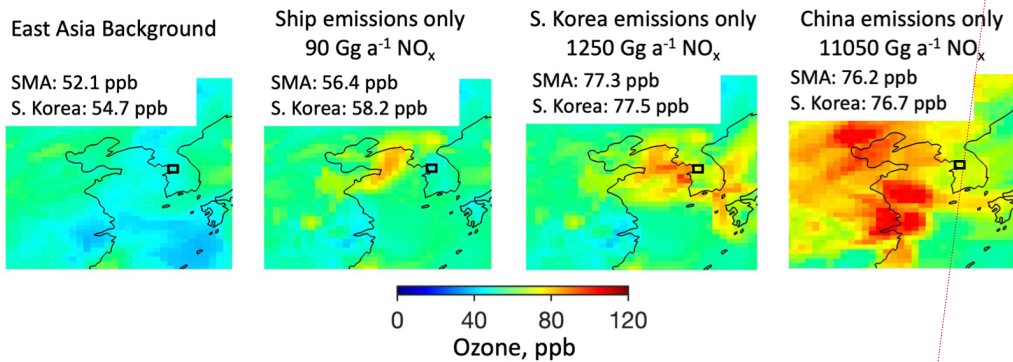 East Asia Background
SMA: 52.1 ppb
S. Korea: 54.7 ppb
Ship emissions only
90 Gg a⁻¹ NOₓ
SMA: 56.4 ppb
S. Korea: 58.2 ppb
S. Korea emissions only
1250 Gg a⁻¹ NOₓ
SMA: 77.3 ppb
S. Korea: 77.5 ppb
China emissions only
11050 Gg a⁻¹ NOₓ
SMA: 76.2 ppb
S. Korea: 76.7 ppb
0 40 80 120
Ozone, ppb